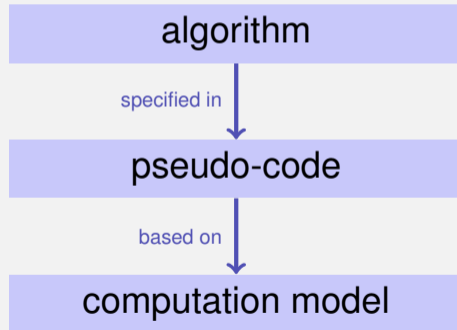 algorithm
specified in
pseudo-code
based on
computation model